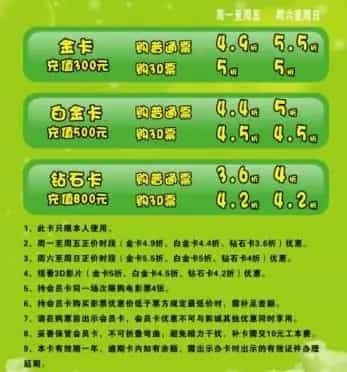 周一至周五 周六至周日
金卡 购普通票 4.9折 5.5折
充值300元 购3D票 5折 5折
白金卡 购普通票 4.4折 5折
充值500元 购3D票 4.5折 4.5折
钻石卡 购普通票 3.6折 4折
充值800元 购3D票 4.2折 4.2折
1、此卡只限本人使用。
2、周一至周五正价时段（金卡4.9折、白金卡4.4折、钻石卡3.6折）优惠。
3、周六至周日正价时段（金卡5.5折、白金卡5折、钻石卡4折）优惠。
4、观看3D影片（金卡5折、白金卡4.5折、钻石卡4.2折）优惠。
5、持会员卡同一场次限购电影票4张。
6、持会员卡购买影票优惠价低于票方规定最低价时，需补足差额。
7、请在购票前出示会员卡，会员卡优惠不可与影城其他优惠同时享有。
8、妥善保管会员卡，不可折叠弯曲，避免磁力干扰，补卡需交10元工本费。
9、本卡有效期一年，逾期卡内如有余额，需出示办卡时出示的有效证件办理
延期。